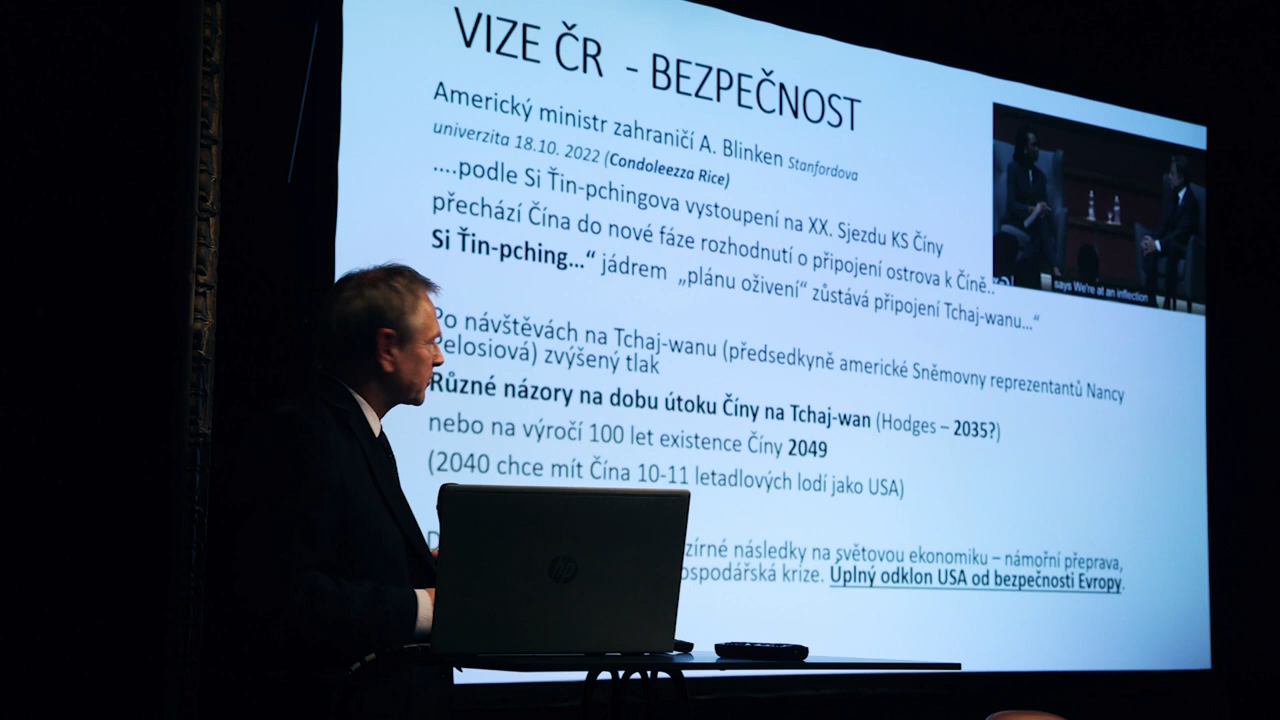 VIZE ČR - BEZPEČNOST
Americký ministr zahraničí A. Blinken Stanfordova
univerzita 18.10. 2022 (Condoleezza Rice)
....podle Si Ťin-pchingova vystoupení na XX. Sjezdu KS Číny
přechází Čína do nové fáze rozhodnutí o připojení ostrova k Číně..
Si Ťin-pching...“ jádrem „plánu oživení“ zůstává připojení Tchaj-wanu...“
says We're at an inflection
Po návštěvách na Tchaj-wanu (předsedkyně americké Sněmovny reprezentantů Nancy
elosiová) zvýšený tlak
Různé názory na dobu útoku Číny na Tchaj-wan (Hodges – 2035?)
nebo na výročí 100 let existence Číny 2049
(2040 chce mít Čína 10-11 letadlových lodí jako USA)
zírné následky na světovou ekonomiku – námořní přeprava,
ospodářská krize. Úplný odklon USA od bezpečnosti Evropy.
hp